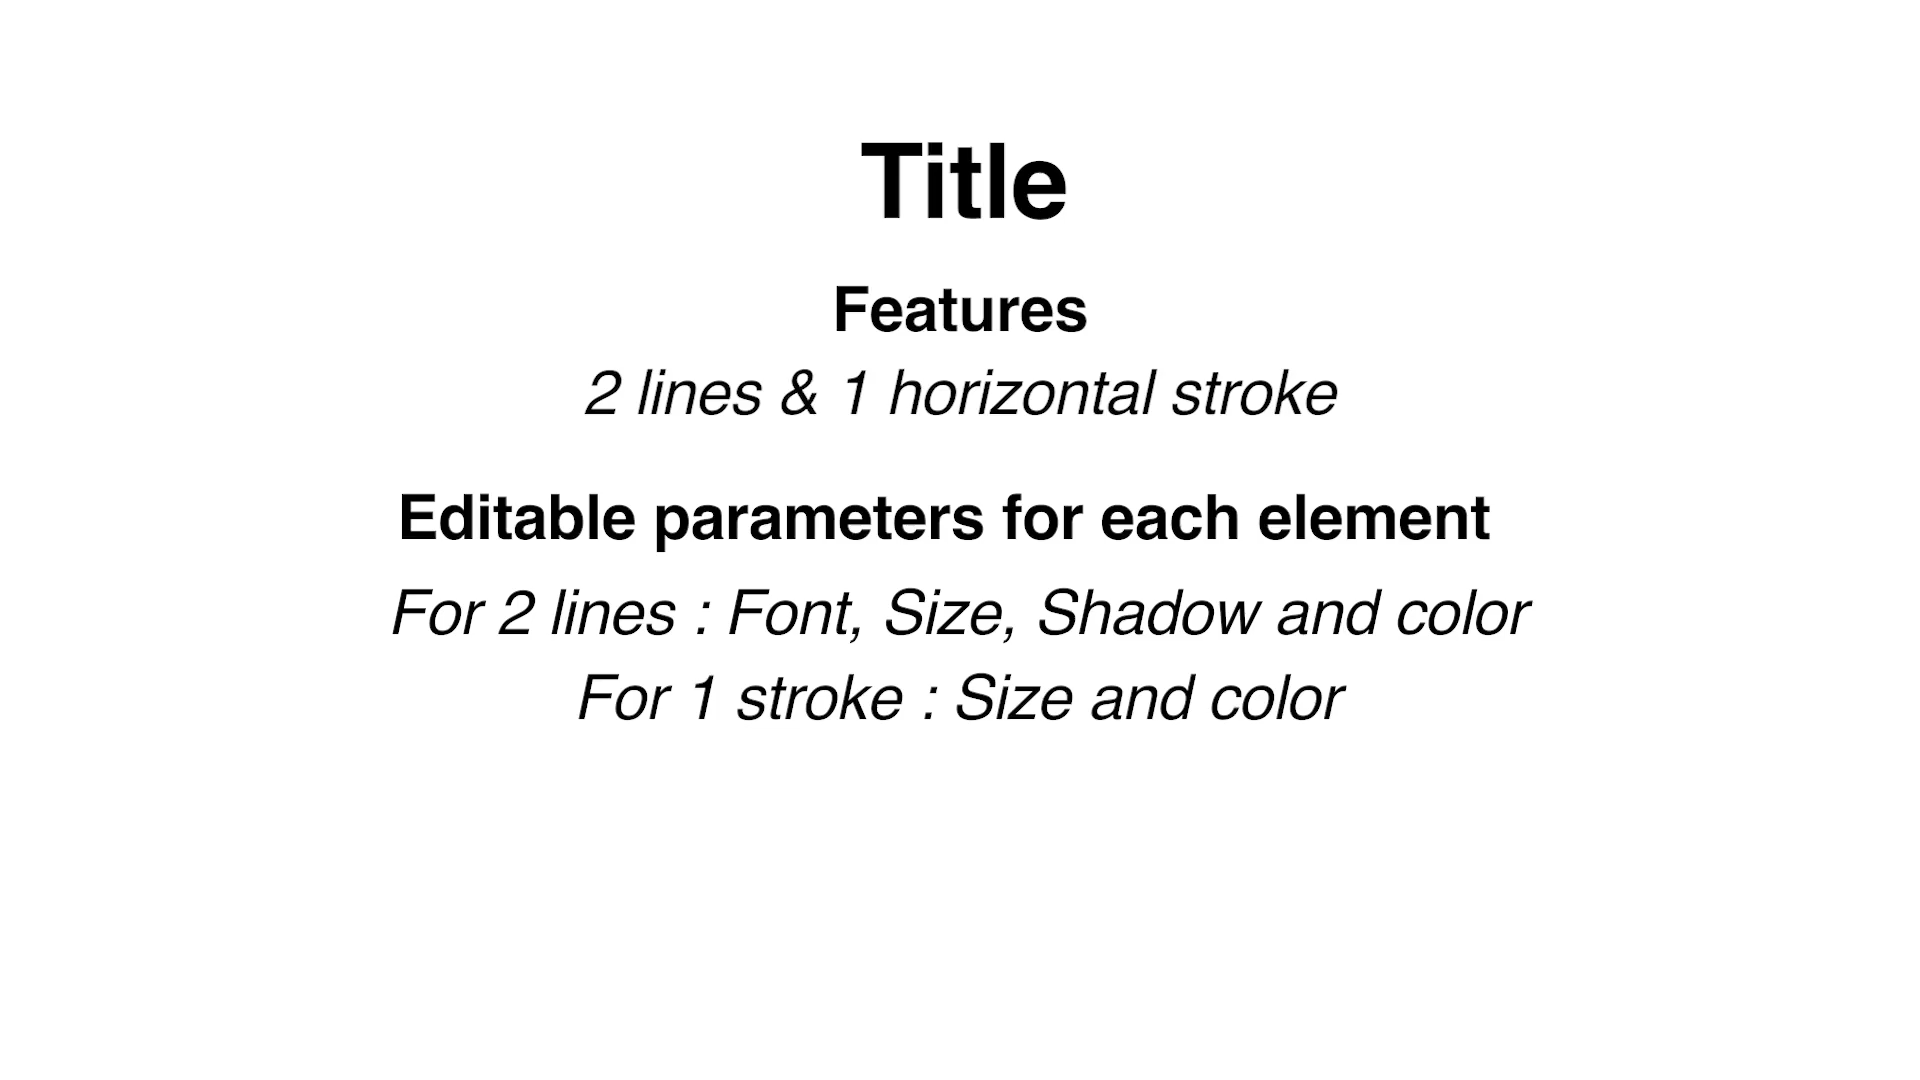 Title
Features
2 lines & 1 horizontal stroke
Editable parameters for each element
For 2 lines : Font, Size, Shadow and color
For 1 stroke : Size and color